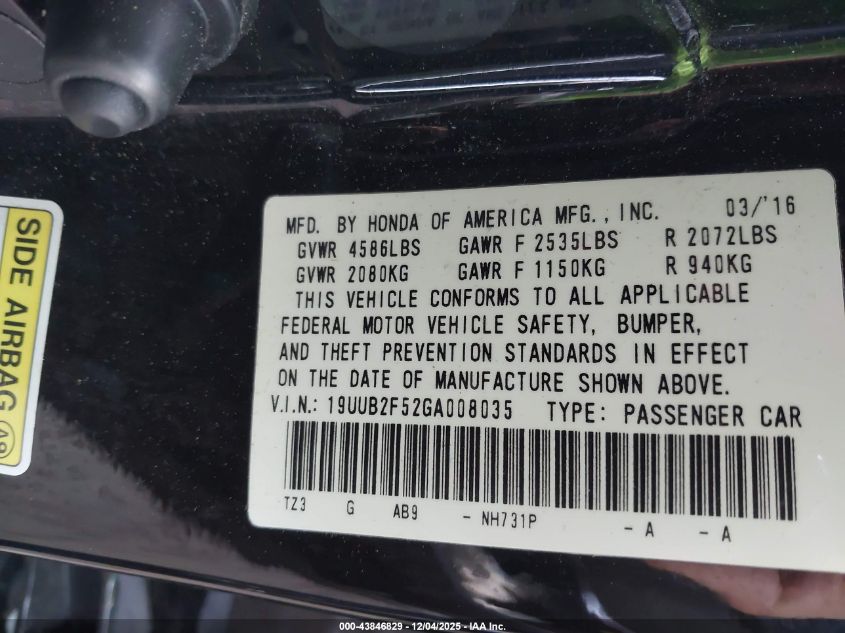 MFD. BY HONDA OF AMERICA MFG., INC. 03/'16
GVWR 4586LBS GAWR F 2535LBS R 2072LBS
GVWR 2080KG GAWR F 1150KG R 940KG
THIS VEHICLE CONFORMS TO ALL APPLICABLE
FEDERAL MOTOR VEHICLE SAFETY, BUMPER,
AND THEFT PREVENTION STANDARDS IN EFFECT
ON THE DATE OF MANUFACTURE SHOWN ABOVE.
V.I.N.: 19UUB2F52GA008035 TYPE: PASSENGER CAR
TZ3 G AB9 - NH731P - A - A
SIDE AIRBAG
000-43846829 - 12/04/2025 - IAA Inc.